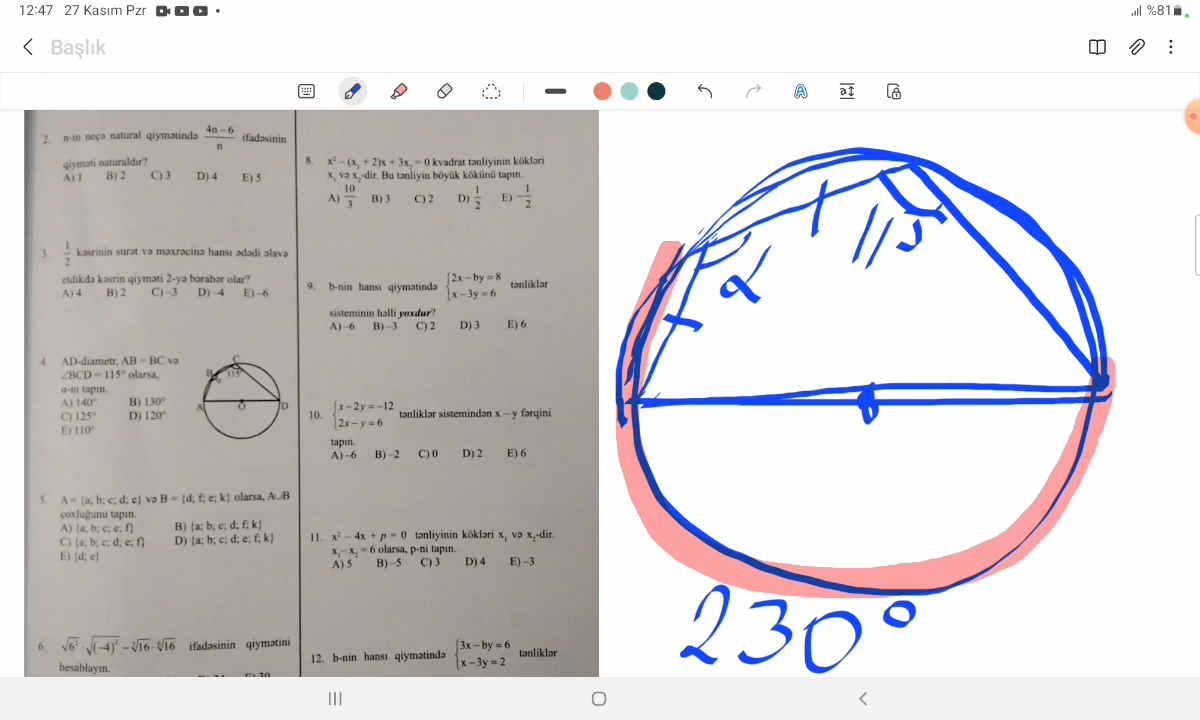 12:47 27 Kasım Pzr • %81
Başlık
2. n-in neçə natural qiymətində 4n−6/n ifadəsinin
qiyməti naturaldır?
A) 1 B) 2 C) 3 D) 4 E) 5
3. 1/2 kəsrinin surət və məxrəcinə hansı ədədi əlavə
etdikdə kəsrin qiyməti 2-yə bərabər olar?
A) 4 B) 2 C) −3 D) −4 E) −6
4. AD-diametr, AB = BC və
∠BCD = 115° olarsa,
α-nı tapın.
A) 140° B) 130°
C) 125° D) 120°
E) 110°
B C α 115° A O D
5. A = {a; b; c; d; e} və B = {d; f; e; k} olarsa, A∪B
çoxluğunu tapın.
A) {a; b; c; e; f} B) {a; b; c; d; f; k}
C) {a; b; c; d; e; f} D) {a; b; c; d; e; f; k}
E) {d; e}
6. ifadəsinin qiymətini
hesablayın.
8. x² − (x₁ + 2)x + 3x₂ = 0 kvadrat tənliyinin kökləri
x₁ və x₂-dir. Bu tənliyin böyük kökünü tapın.
A) 10/3 B) 3 C) 2 D) 1/2 E) −1/2
9. b-nin hansı qiymətində {2x − by = 8 x − 3y = 6 tənliklər
sisteminin həlli yoxdur?
A) −6 B) −3 C) 2 D) 3 E) 6
10. {x − 2y = −12 2x − y = 6 tənliklər sistemindən x − y fərqini
tapın.
A) −6 B) −2 C) 0 D) 2 E) 6
11. x² − 4x + p = 0 tənliyinin kökləri x₁ və x₂-dir.
x₁ − x₂ = 6 olarsa, p-ni tapın.
A) 5 B) −5 C) 3 D) 4 E) −3
12. b-nin hansı qiymətində {3x − by = 6 x − 3y = 2 tənliklər
115
α
230°